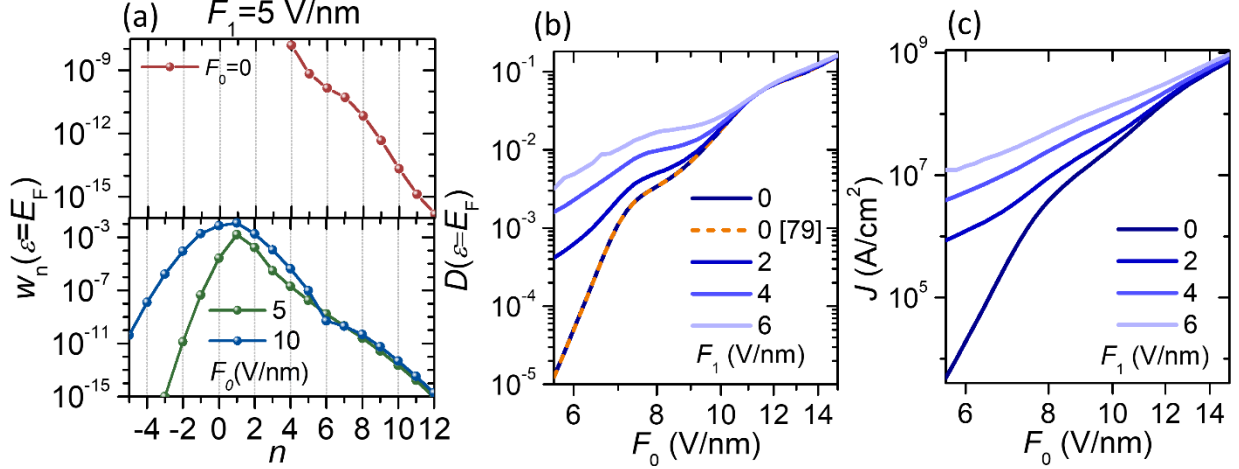 (a)
F₁=5 V/nm
10⁻⁹
10⁻¹²
10⁻¹⁵
F₀=0
10⁻³
10⁻⁷
10⁻¹¹
10⁻¹⁵
5
10
F₀(V/nm)
wₙ(ε=E_F)
-4 -2 0 2 4 6 8 10 12
n
(b)
10⁻¹
10⁻²
10⁻³
10⁻⁴
10⁻⁵
D(ε=E_F)
0
0 [79]
2
4
6
F₁ (V/nm)
6 8 10 12 14
F₀ (V/nm)
(c)
10⁹
10⁷
10⁵
J (A/cm²)
0
2
4
6
F₁ (V/nm)
6 8 10 12 14
F₀ (V/nm)